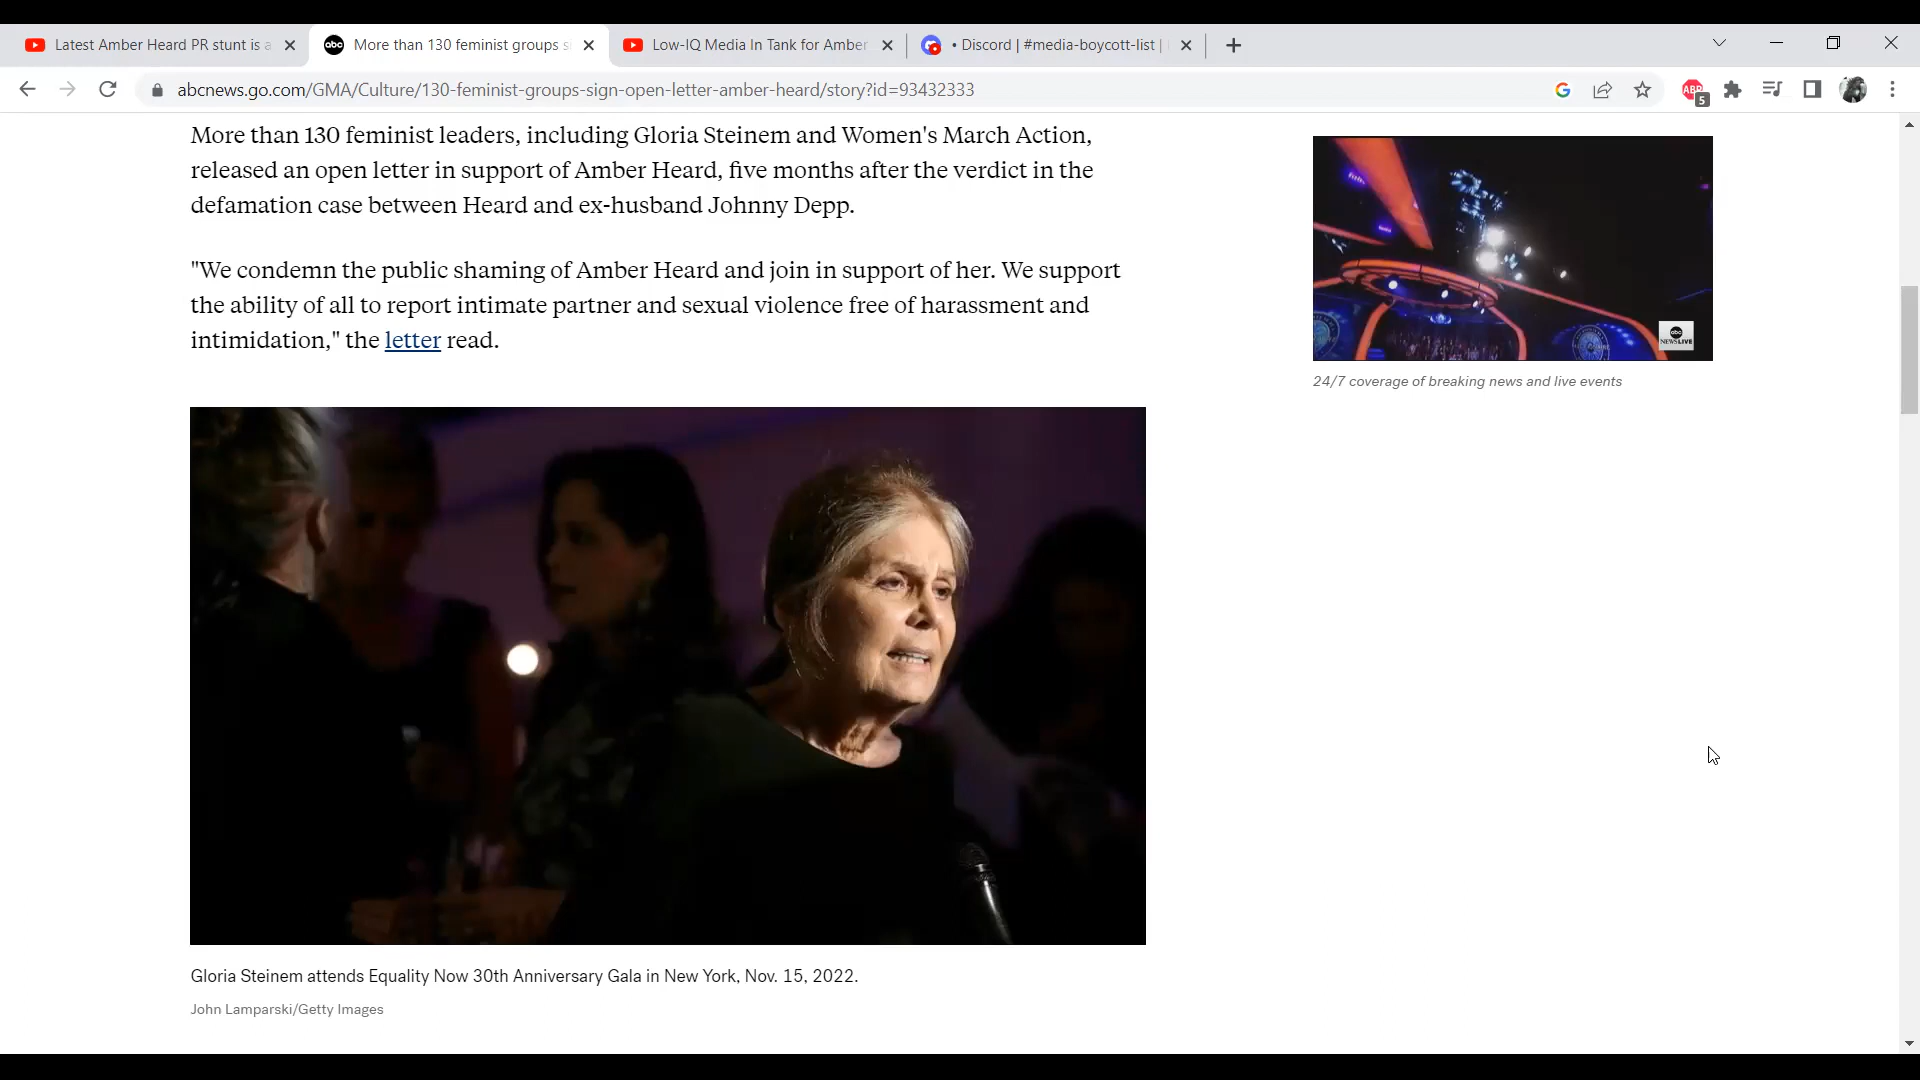 Latest Amber Heard PR stunt is a
More than 130 feminist groups s
Low-IQ Media In Tank for Amber
• Discord | #media-boycott-list |
abcnews.go.com/GMA/Culture/130-feminist-groups-sign-open-letter-amber-heard/story?id=93432333
ABP
5
More than 130 feminist leaders, including Gloria Steinem and Women's March Action,
released an open letter in support of Amber Heard, five months after the verdict in the
defamation case between Heard and ex-husband Johnny Depp.
"We condemn the public shaming of Amber Heard and join in support of her. We support
the ability of all to report intimate partner and sexual violence free of harassment and
intimidation," the letter read.
abc
NEWS LIVE
24/7 coverage of breaking news and live events
Gloria Steinem attends Equality Now 30th Anniversary Gala in New York, Nov. 15, 2022.
John Lamparski/Getty Images